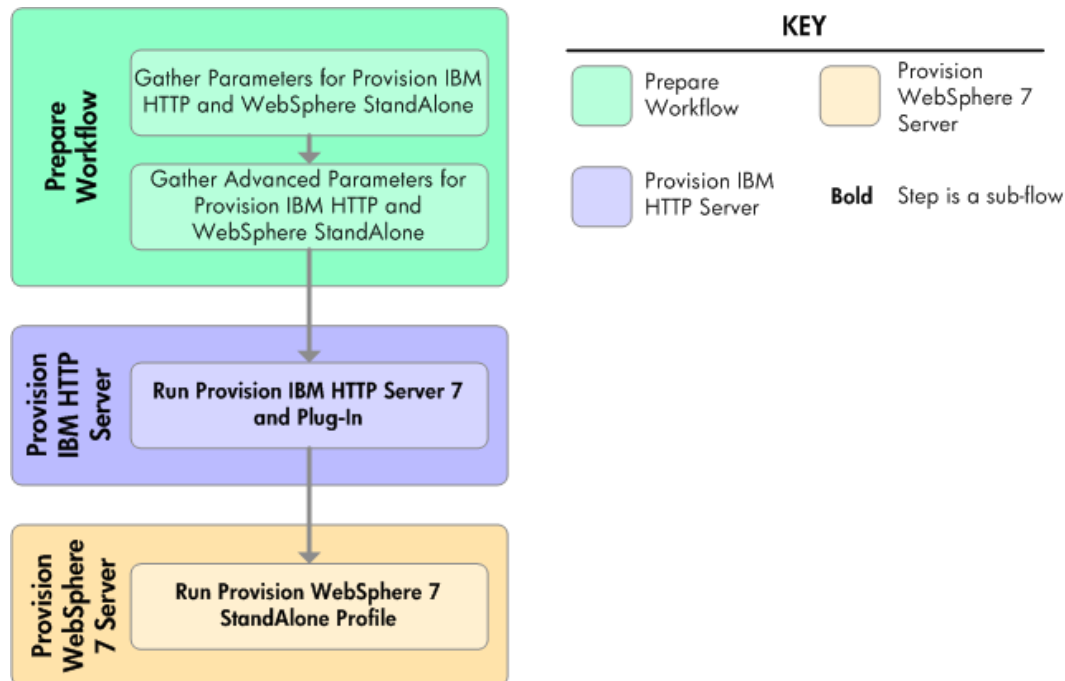 Prepare
Workflow
Gather Parameters for Provision IBM
HTTP and WebSphere StandAlone
Gather Advanced Parameters for
Provision IBM HTTP and
WebSphere StandAlone
Provision
IBM HTTP
Server
Run Provision IBM HTTP Server 7
and Plug-In
Provision
WebSphere
7 Server
Run Provision WebSphere 7
StandAlone Profile
KEY
Prepare
Workflow
Provision
WebSphere 7
Server
Provision IBM
HTTP Server
Bold Step is a sub-flow